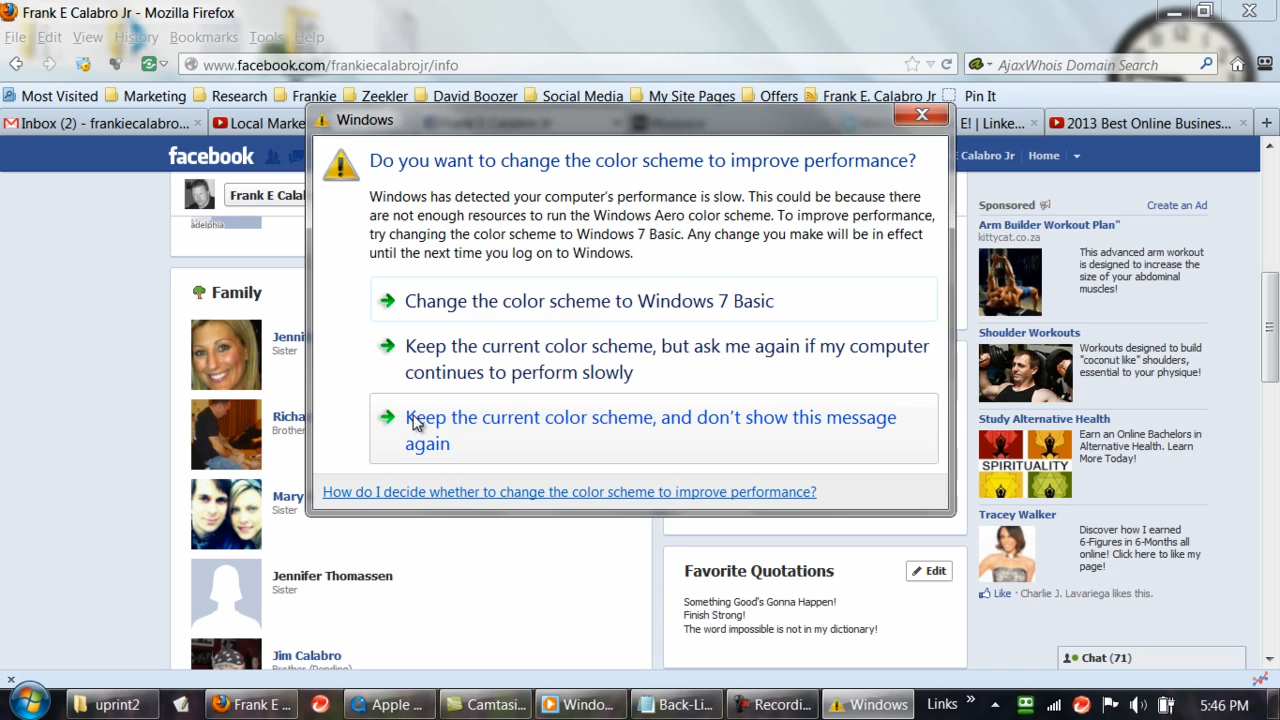 Frank E Calabro Jr - Mozilla Firefox
File Edit View History Bookmarks Tools Help
www.facebook.com/frankiecalabrojr/info
AjaxWhois Domain Search
Most Visited Marketing Research Frankie Zeekler David Boozer Social Media My Site Pages Offers Frank E. Calabro Jr Pin It
Inbox (2) - frankiecalabro... Local Marke E! | Linke... 2013 Best Online Business...
facebook
Calabro Jr Home
Windows
Do you want to change the color scheme to improve performance?
Windows has detected your computer's performance is slow. This could be because there
are not enough resources to run the Windows Aero color scheme. To improve performance,
try changing the color scheme to Windows 7 Basic. Any change you make will be in effect
until the next time you log on to Windows.
Change the color scheme to Windows 7 Basic
Keep the current color scheme, but ask me again if my computer
continues to perform slowly
Keep the current color scheme, and don't show this message
again
How do I decide whether to change the color scheme to improve performance?
Frank E Cala
adelphia
Family
Jenni
Sister
Richa
Brother
Mary
Sister
Jennifer Thomassen
Sister
Jim Calabro
Brother (Pending)
Favorite Quotations
Edit
Something Good's Gonna Happen!
Finish Strong!
The word impossible is not in my dictionary!
Sponsored
Create an Ad
Arm Builder Workout Plan"
kittycat.co.za
This advanced arm workout
is designed to increase the
size of your abdominal
muscles!
Shoulder Workouts
Workouts designed to build
"coconut like" shoulders,
essential to your physique!
Study Alternative Health
SPIRITUALITY
Earn an Online Bachelors in
Alternative Health. Learn
More Today!
Tracey Walker
Discover how I earned
6-Figures in 6-Months all
online! Click here to like my
page!
Like · Charlie J. Lavariega likes this.
Chat (71)
uprint2 Frank E ... Apple ... Camtasi... Windo... Back-Li... Recordi... Windows Links » 5:46 PM